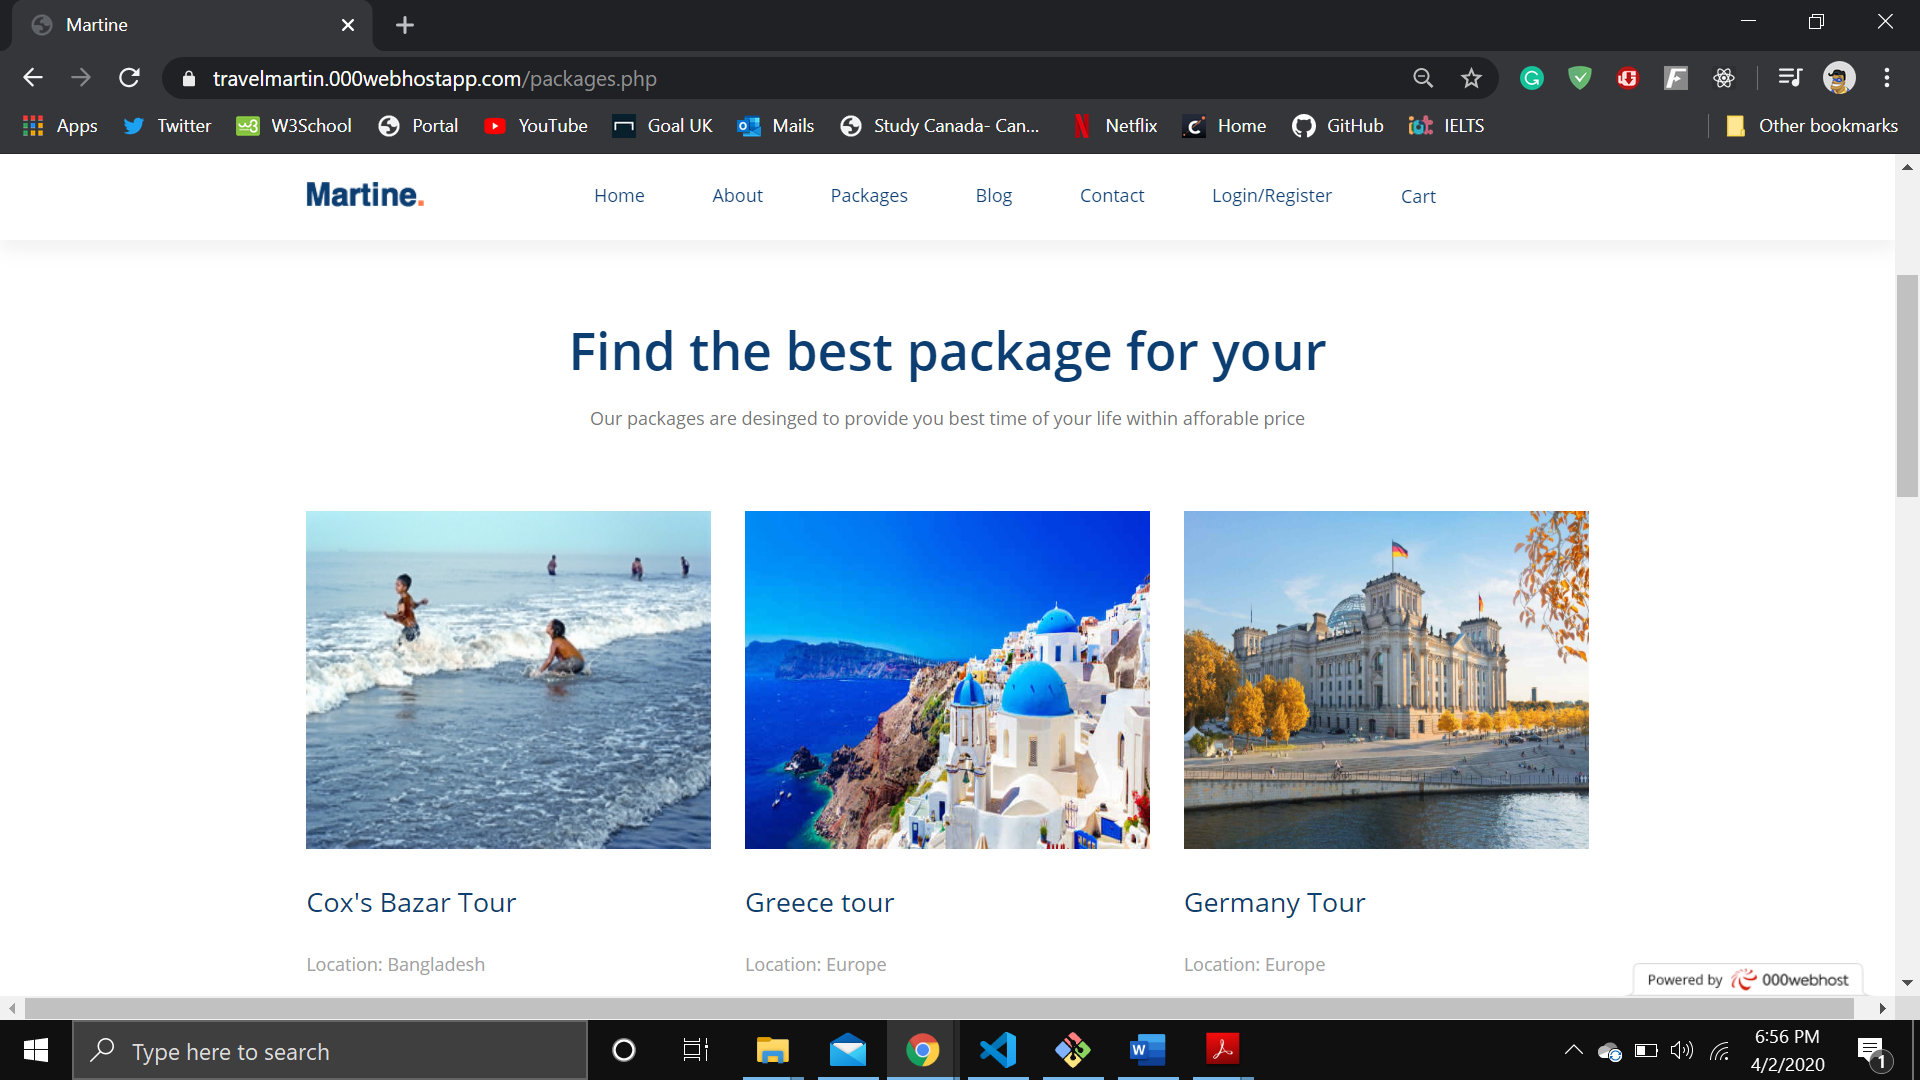 Martine
travelmartin.000webhostapp.com/packages.php
Apps
Twitter
W3School
Portal
YouTube
Goal UK
Mails
Study Canada- Can...
Netflix
Home
GitHub
IELTS
Other bookmarks
Martine.
Home
About
Packages
Blog
Contact
Login/Register
Cart
Find the best package for your
Our packages are desinged to provide you best time of your life within afforable price
Cox's Bazar Tour
Greece tour
Germany Tour
Location: Bangladesh
Location: Europe
Location: Europe
Powered by 000webhost
Type here to search
6:56 PM
4/2/2020
1